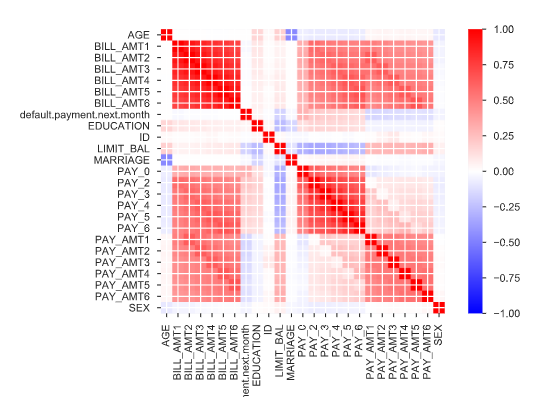 AGE
BILL_AMT1
BILL_AMT2
BILL_AMT3
BILL_AMT4
BILL_AMT5
BILL_AMT6
default.payment.next.month
EDUCATION
ID
LIMIT_BAL
MARRIAGE
PAY_0
PAY_2
PAY_3
PAY_4
PAY_5
PAY_6
PAY_AMT1
PAY_AMT2
PAY_AMT3
PAY_AMT4
PAY_AMT5
PAY_AMT6
SEX
AGE
BILL_AMT1
BILL_AMT2
BILL_AMT3
BILL_AMT4
BILL_AMT5
BILL_AMT6
ent.next.month
EDUCATION
ID
LIMIT_BAL
MARRIAGE
PAY_0
PAY_2
PAY_3
PAY_4
PAY_5
PAY_6
PAY_AMT1
PAY_AMT2
PAY_AMT3
PAY_AMT4
PAY_AMT5
PAY_AMT6
SEX
1.00
0.75
0.50
0.25
0.00
−0.25
−0.50
−0.75
−1.00